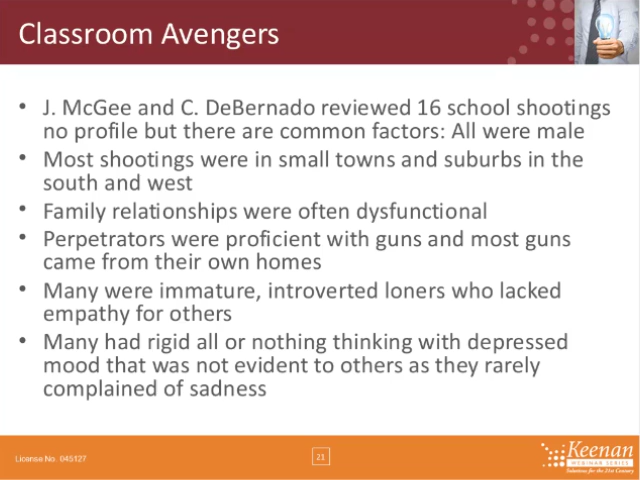 Classroom Avengers
• J. McGee and C. DeBernado reviewed 16 school shootings
no profile but there are common factors: All were male
• Most shootings were in small towns and suburbs in the
south and west
• Family relationships were often dysfunctional
• Perpetrators were proficient with guns and most guns
came from their own homes
• Many were immature, introverted loners who lacked
empathy for others
• Many had rigid all or nothing thinking with depressed
mood that was not evident to others as they rarely
complained of sadness
License No. 045127
21
Keenan
WEBINAR SERIES
Solutions for the 21st Century